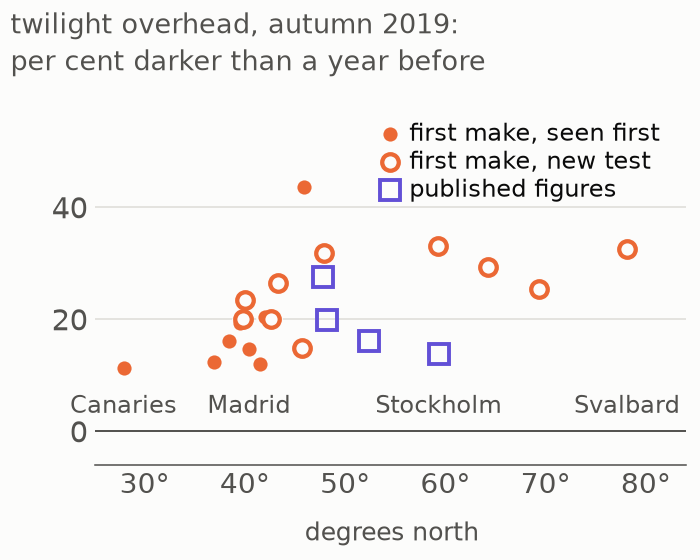 twilight overhead, autumn 2019:
per cent darker than a year before
first make, seen first
first make, new test
published figures
40
20
Canaries Madrid Stockholm Svalbard
0
30° 40° 50° 60° 70° 80°
degrees north